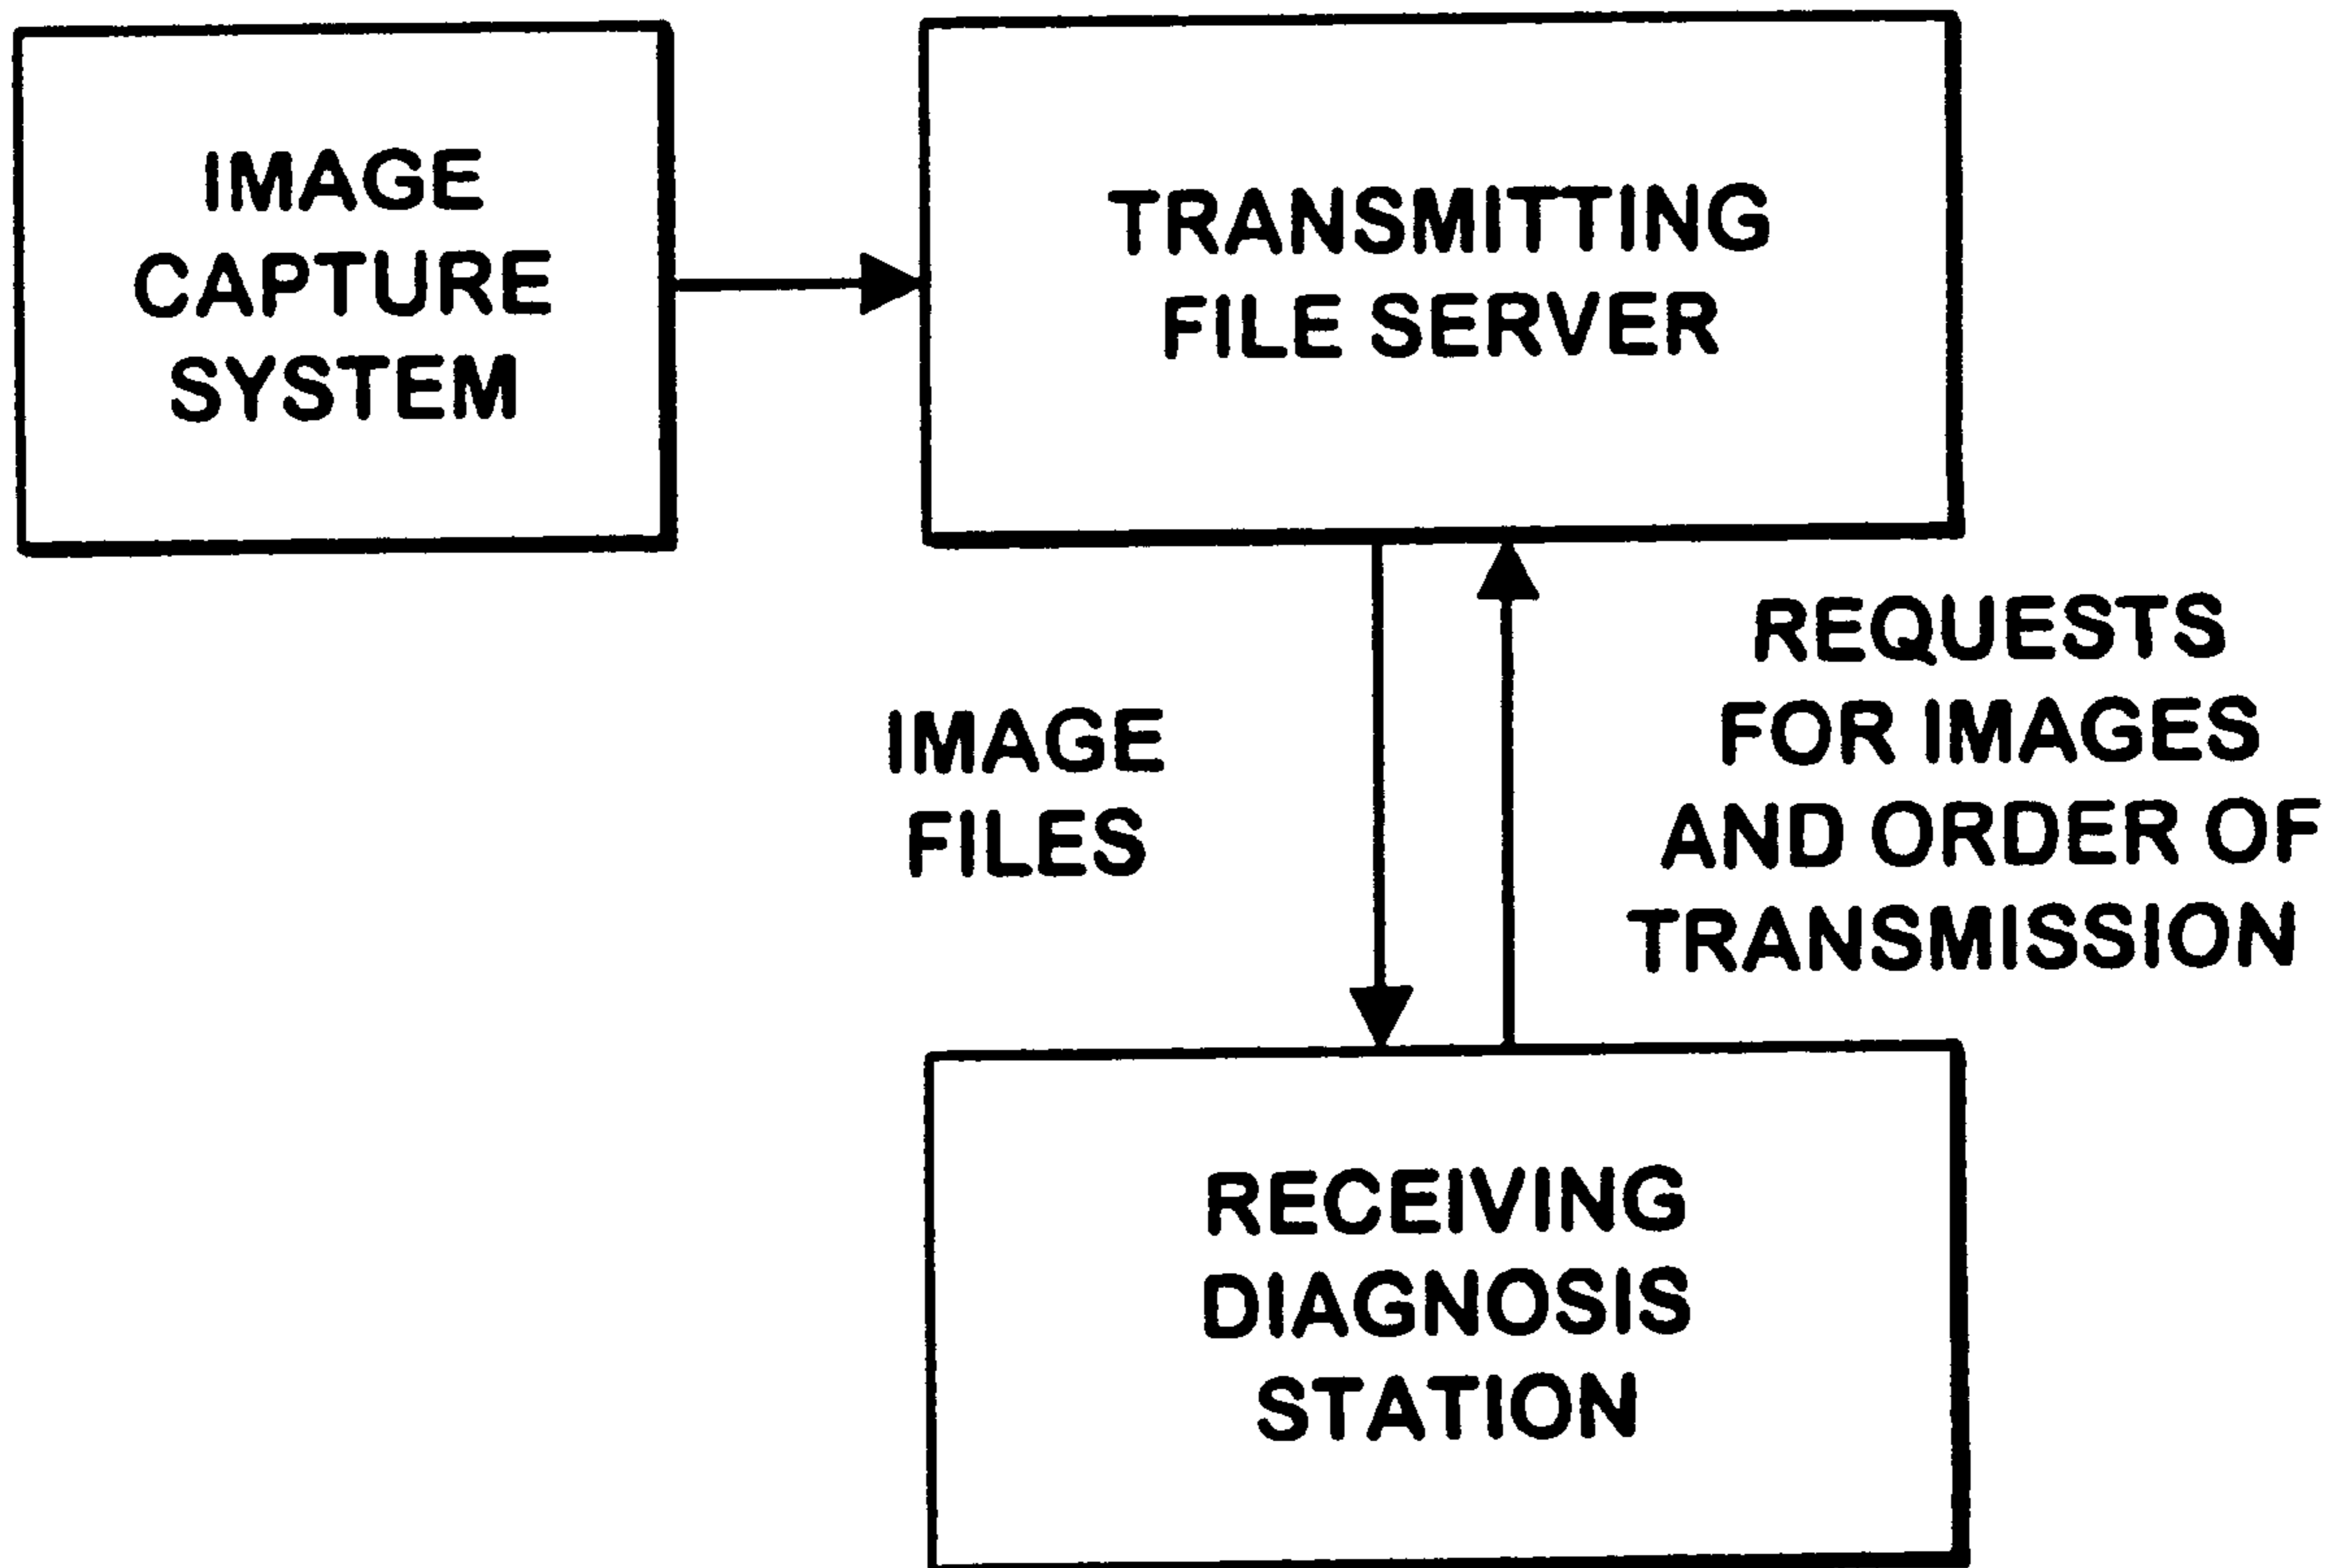 IMAGE
CAPTURE
SYSTEM
TRANSMITTING
FILE SERVER
IMAGE
FILES
REQUESTS
FOR IMAGES
AND ORDER OF
TRANSMISSION
RECEIVING
DIAGNOSIS
STATION